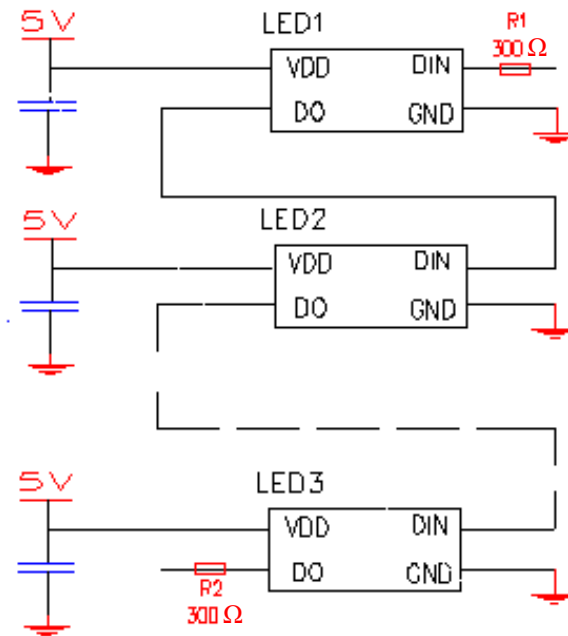 5V
LED1
R1
300 Ω
VDD DIN
DO GND
5V
LED2
VDD DIN
DO GND
5V
LED3
VDD DIN
DO GND
R2
300 Ω